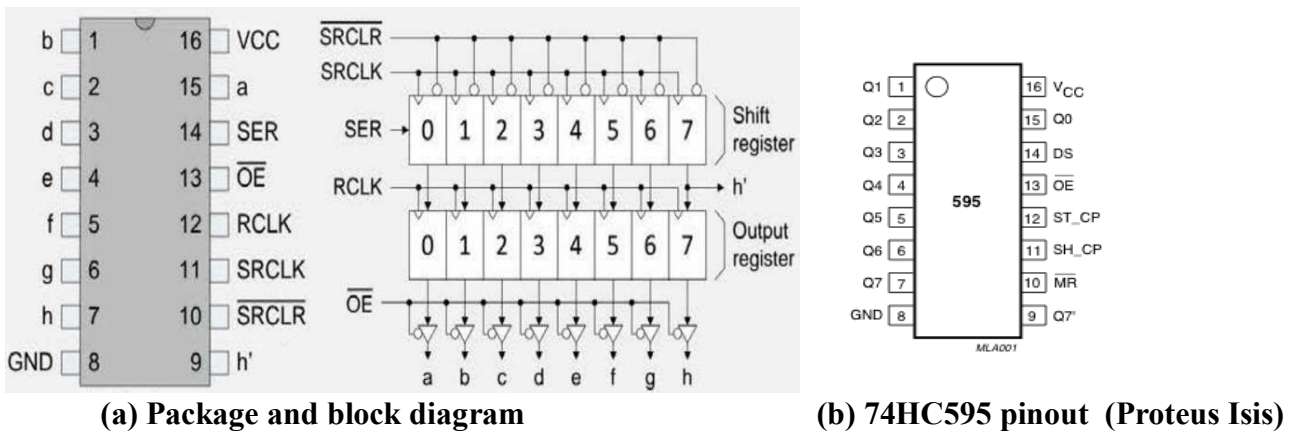 b 1 16 VCC
c 2 15 a
d 3 14 SER
e 4 13 OE
f 5 12 RCLK
g 6 11 SRCLK
h 7 10 SRCLR
GND 8 9 h'
SRCLR
SRCLK
SER 0 1 2 3 4 5 6 7
Shift
register
RCLK h'
0 1 2 3 4 5 6 7
Output
register
OE
a b c d e f g h
Q1 1 16 VCC
Q2 2 15 Q0
Q3 3 14 DS
Q4 4 13 OE
595
Q5 5 12 ST_CP
Q6 6 11 SH_CP
Q7 7 10 MR
GND 8 9 Q7'
MLA001
(a) Package and block diagram
(b) 74HC595 pinout (Proteus Isis)